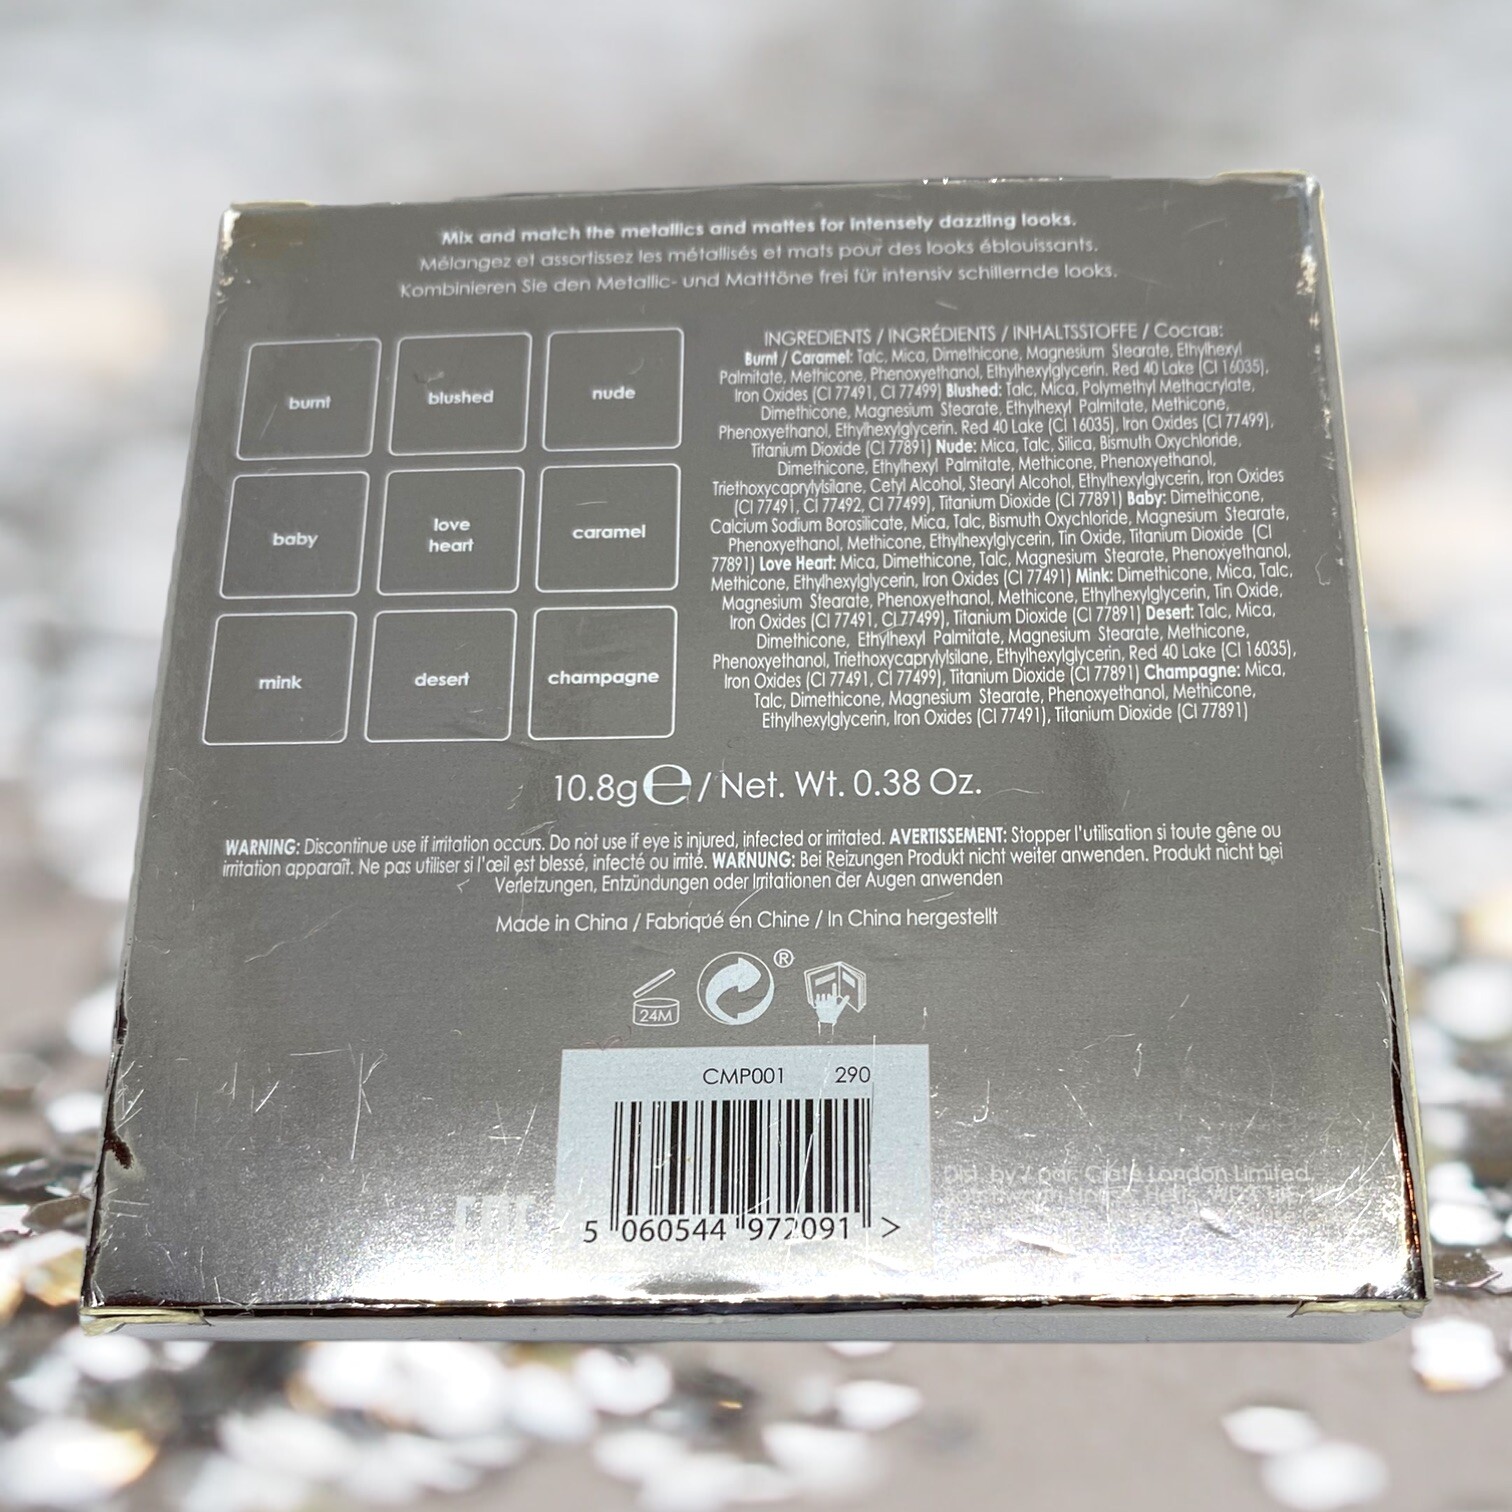 Mix and match the metallics and mattes for intensely dazzling looks.
Mélangez et assortissez les métallisés et mats pour des looks éblouissants.
Kombinieren Sie den Metallic- und Matttöne frei für intensiv schillernde looks.
burnt
blushed
nude
baby
love
heart
caramel
mink
desert
champagne
INGREDIENTS / INGRÉDIENTS / INHALTSSTOFFE / Состав:
Burnt / Caramel: Talc, Mica, Dimethicone, Magnesium Stearate, Ethylhexyl
Palmitate, Methicone, Phenoxyethanol, Ethylhexylglycerin. Red 40 Lake (CI 16035),
Iron Oxides (CI 77491, CI 77499) Blushed: Talc, Mica, Polymethyl Methacrylate,
Dimethicone, Magnesium Stearate, Ethylhexyl Palmitate, Methicone,
Phenoxyethanol, Ethylhexylglycerin. Red 40 Lake (CI 16035), Iron Oxides (CI 77499),
Titanium Dioxide (CI 77891) Nude: Mica, Talc, Silica, Bismuth Oxychloride,
Dimethicone, Ethylhexyl Palmitate, Methicone, Phenoxyethanol,
Triethoxycaprylylsilane, Cetyl Alcohol, Stearyl Alcohol, Ethylhexylglycerin, Iron Oxides
(CI 77491, CI 77492, CI 77499), Titanium Dioxide (CI 77891) Baby: Dimethicone,
Calcium Sodium Borosilicate, Mica, Talc, Bismuth Oxychloride, Magnesium Stearate,
Phenoxyethanol, Methicone, Ethylhexylglycerin, Tin Oxide, Titanium Dioxide (CI
77891) Love Heart: Mica, Dimethicone, Talc, Magnesium Stearate, Phenoxyethanol,
Methicone, Ethylhexylglycerin, Iron Oxides (CI 77491) Mink: Dimethicone, Mica, Talc,
Magnesium Stearate, Phenoxyethanol, Methicone, Ethylhexylglycerin, Tin Oxide,
Iron Oxides (CI 77491, CI 77499), Titanium Dioxide (CI 77891) Desert: Talc, Mica,
Dimethicone, Ethylhexyl Palmitate, Magnesium Stearate, Methicone,
Phenoxyethanol, Triethoxycaprylylsilane, Ethylhexylglycerin, Red 40 Lake (CI 16035),
Iron Oxides (CI 77491, CI 77499), Titanium Dioxide (CI 77891) Champagne: Mica,
Talc, Dimethicone, Magnesium Stearate, Phenoxyethanol, Methicone,
Ethylhexylglycerin, Iron Oxides (CI 77491), Titanium Dioxide (CI 77891)
10.8g ℮ / Net. Wt. 0.38 Oz.
WARNING: Discontinue use if irritation occurs. Do not use if eye is injured, infected or irritated. AVERTISSEMENT: Stopper l'utilisation si toute gêne ou
irritation apparaît. Ne pas utiliser si l'œil est blessé, infecté ou irrité. WARNUNG: Bei Reizungen Produkt nicht weiter anwenden. Produkt nicht bei
Verletzungen, Entzündungen oder Irritationen der Augen anwenden
Made in China / Fabriqué en Chine / In China hergestellt
24M
®
CMP001 290
5 060544 972091 >
Dist. by / par: Crate London Limited,